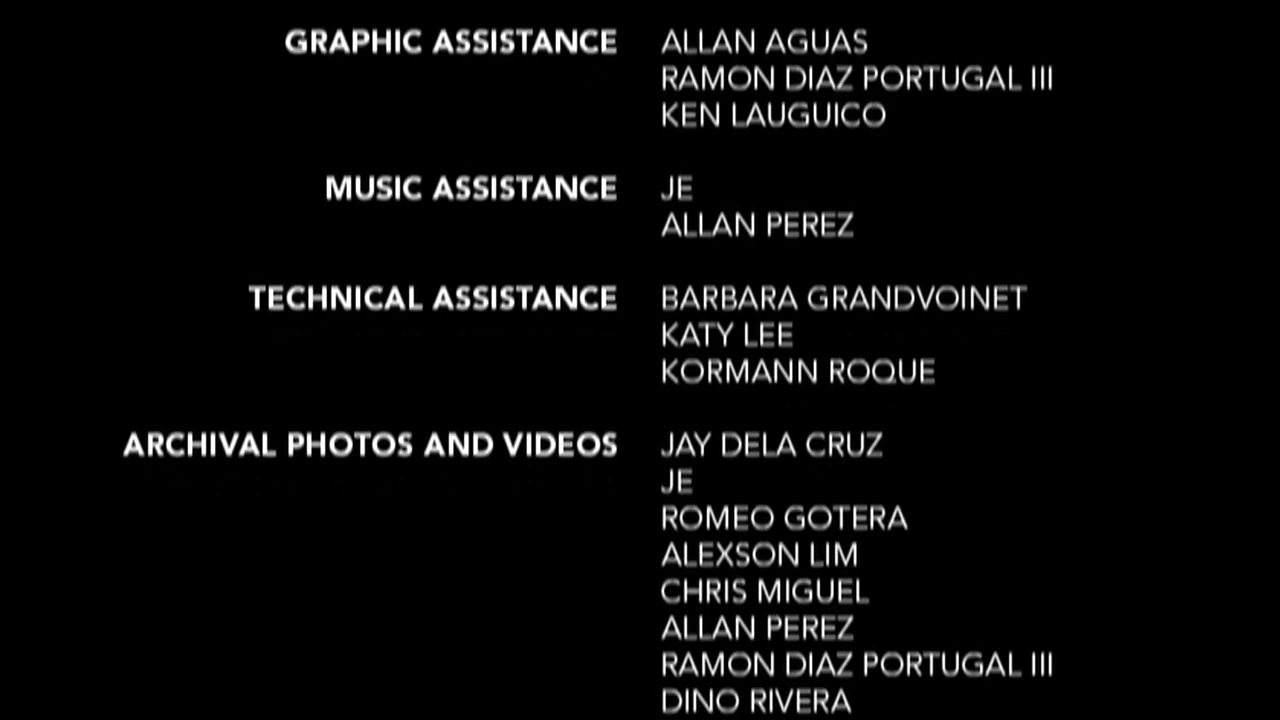 GRAPHIC ASSISTANCE ALLAN AGUAS
RAMON DIAZ PORTUGAL III
KEN LAUGUICO
MUSIC ASSISTANCE JE
ALLAN PEREZ
TECHNICAL ASSISTANCE BARBARA GRANDVOINET
KATY LEE
KORMANN ROQUE
ARCHIVAL PHOTOS AND VIDEOS JAY DELA CRUZ
JE
ROMEO GOTERA
ALEXSON LIM
CHRIS MIGUEL
ALLAN PEREZ
RAMON DIAZ PORTUGAL III
DINO RIVERA